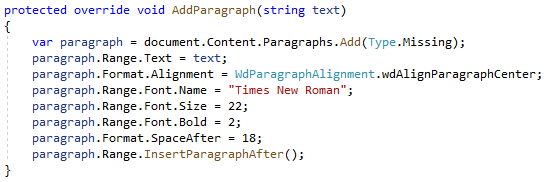 protected override void AddParagraph(string text)
{
    var paragraph = document.Content.Paragraphs.Add(Type.Missing);
    paragraph.Range.Text = text;
    paragraph.Format.Alignment = WdParagraphAlignment.wdAlignParagraphCenter;
    paragraph.Range.Font.Name = "Times New Roman";
    paragraph.Range.Font.Size = 22;
    paragraph.Range.Font.Bold = 2;
    paragraph.Format.SpaceAfter = 18;
    paragraph.Range.InsertParagraphAfter();
}